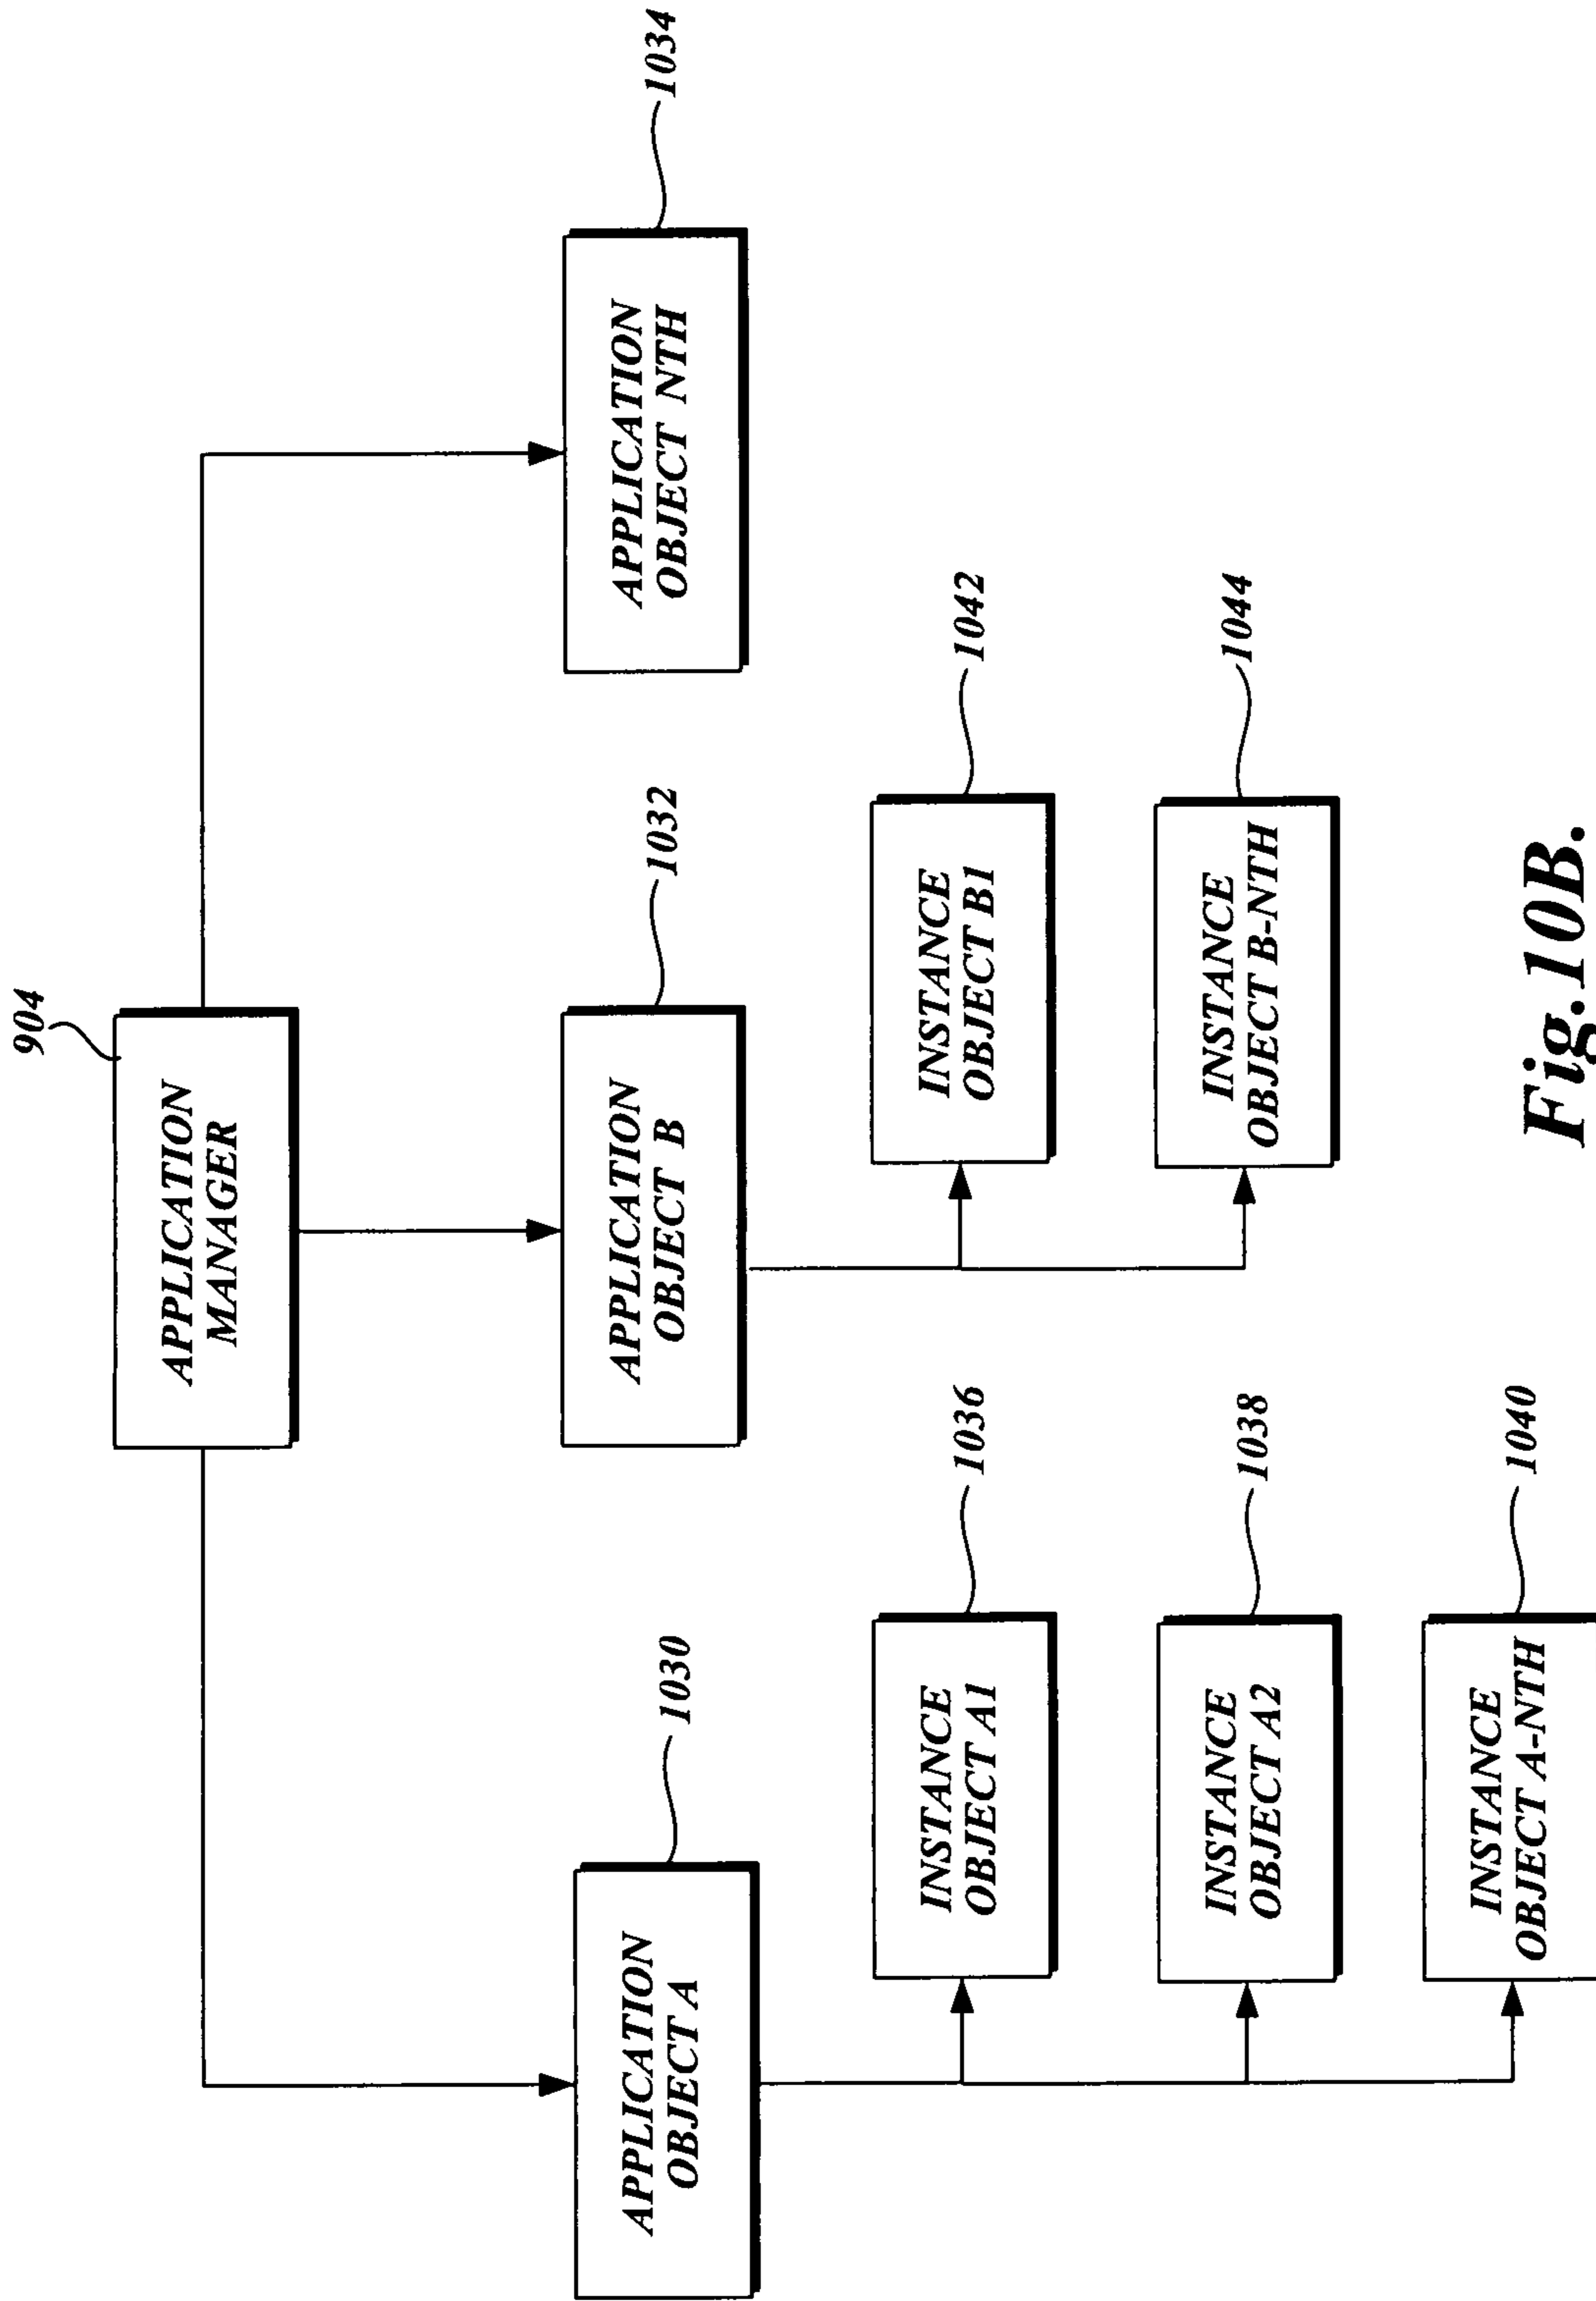 904
APPLICATION
MANAGER
1030
APPLICATION
OBJECT A
1032
APPLICATION
OBJECT B
1034
APPLICATION
OBJECT NTH
1036
INSTANCE
OBJECT A1
1042
INSTANCE
OBJECT B1
1038
INSTANCE
OBJECT A2
1044
INSTANCE
OBJECT B-NTH
1040
INSTANCE
OBJECT A-NTH
Fig.10B.